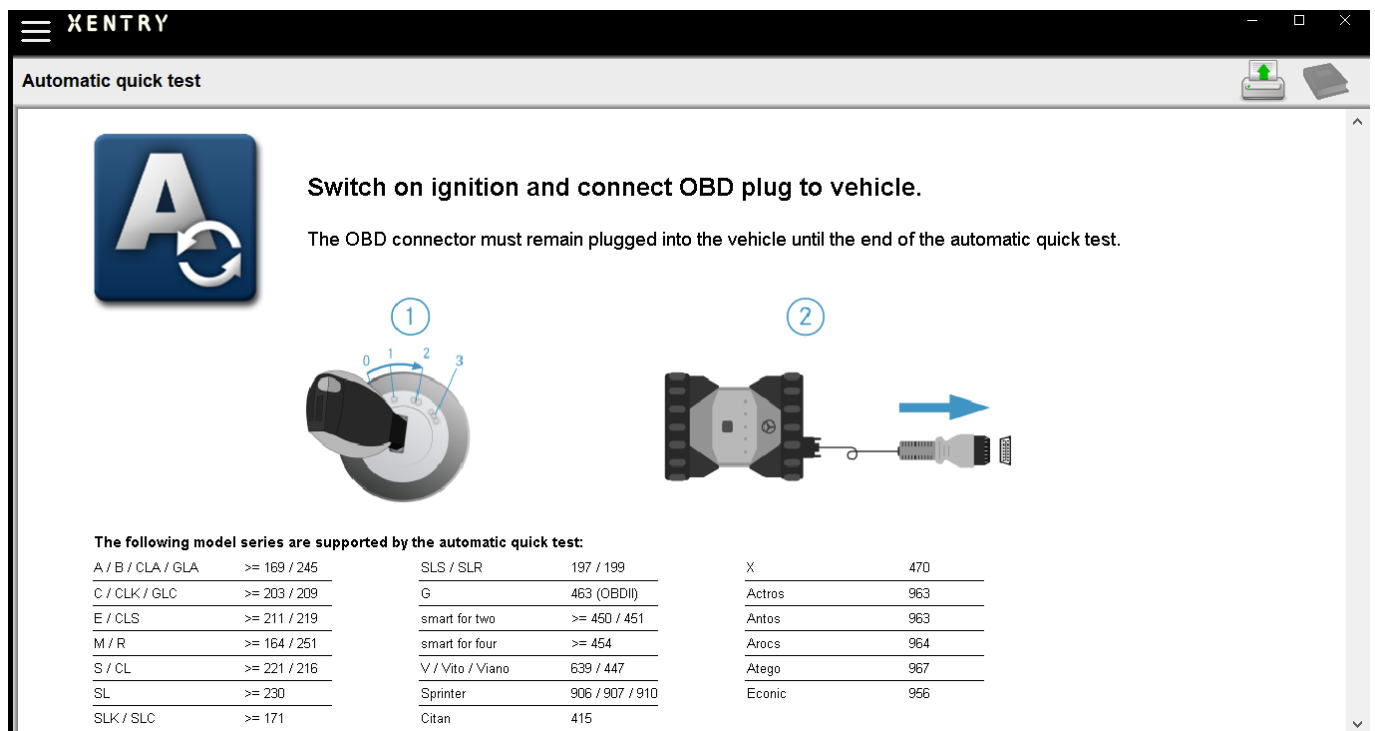 XENTRY
Automatic quick test
Switch on ignition and connect OBD plug to vehicle.
The OBD connector must remain plugged into the vehicle until the end of the automatic quick test.
1 2
0 1 2 3
The following model series are supported by the automatic quick test:
A / B / CLA / GLA >= 169 / 245 SLS / SLR 197 / 199 X 470
C / CLK / GLC >= 203 / 209 G 463 (OBDII) Actros 963
E / CLS >= 211 / 219 smart for two >= 450 / 451 Antos 963
M / R >= 164 / 251 smart for four >= 454 Arocs 964
S / CL >= 221 / 216 V / Vito / Viano 639 / 447 Atego 967
SL >= 230 Sprinter 906 / 907 / 910 Econic 956
SLK / SLC >= 171 Citan 415